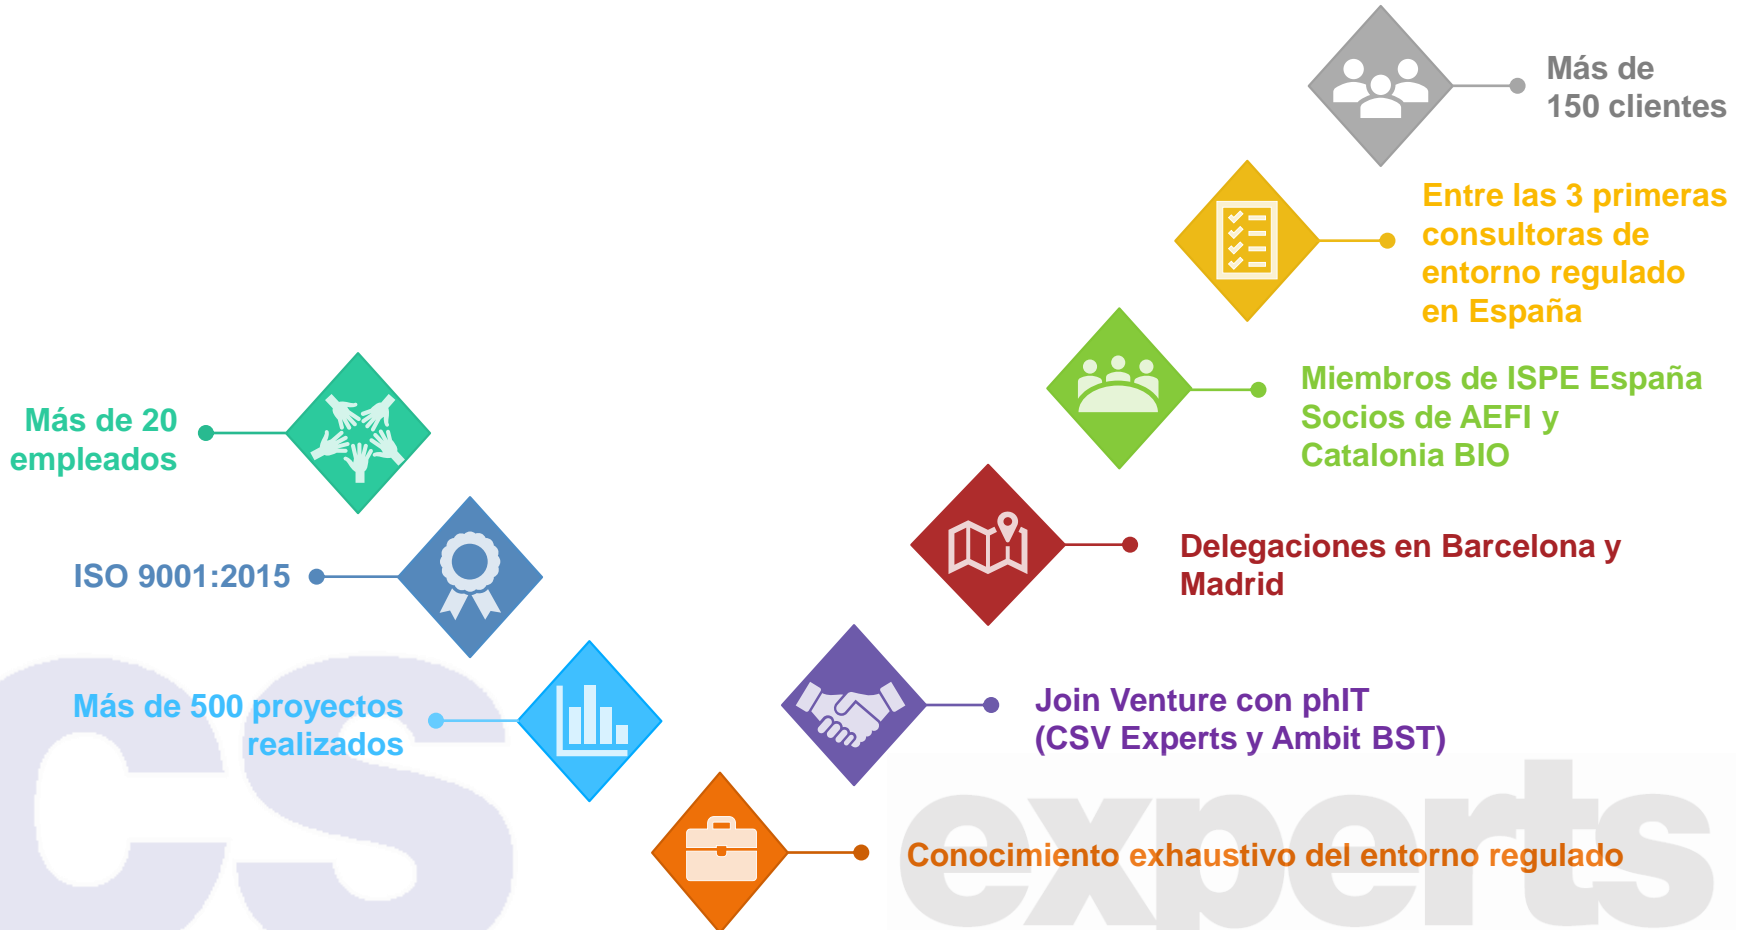 Más de
150 clientes
Entre las 3 primeras
consultoras de
entorno regulado
en España
Miembros de ISPE España
Socios de AEFI y
Catalonia BIO
Más de 20
empleados
Delegaciones en Barcelona y
Madrid
ISO 9001:2015
Join Venture con phIT
(CSV Experts y Ambit BST)
Más de 500 proyectos
realizados
Conocimiento exhaustivo del entorno regulado
CS
experts